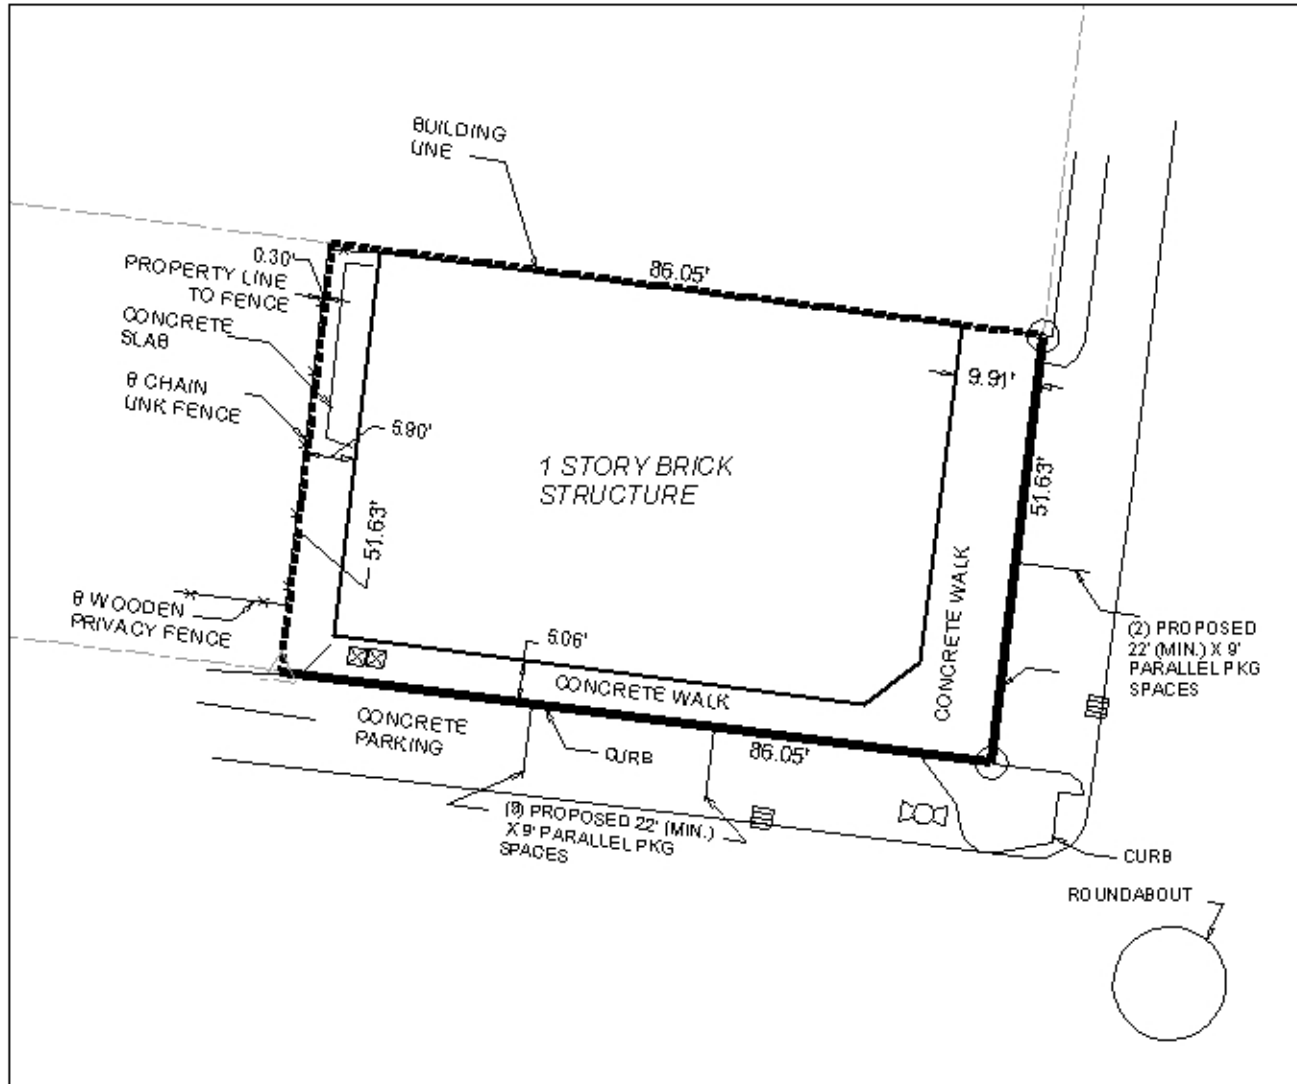 BUILDING
LINE
0.30'
PROPERTY LINE
TO FENCE
86.05'
CONCRETE
SLAB
9.91'
8 CHAIN
LINK FENCE
5.90'
1 STORY BRICK
STRUCTURE
51.63'
51.63'
8 WOODEN
PRIVACY FENCE
5.06'
CONCRETE WALK
CONCRETE WALK
(2) PROPOSED
22' (MIN.) X 9'
PARALLEL PKG
SPACES
CONCRETE
PARKING
CURB
86.05'
PROPOSED 22' (MIN.)
X 9' PARALLEL PKG
SPACES
CURB
ROUNDABOUT